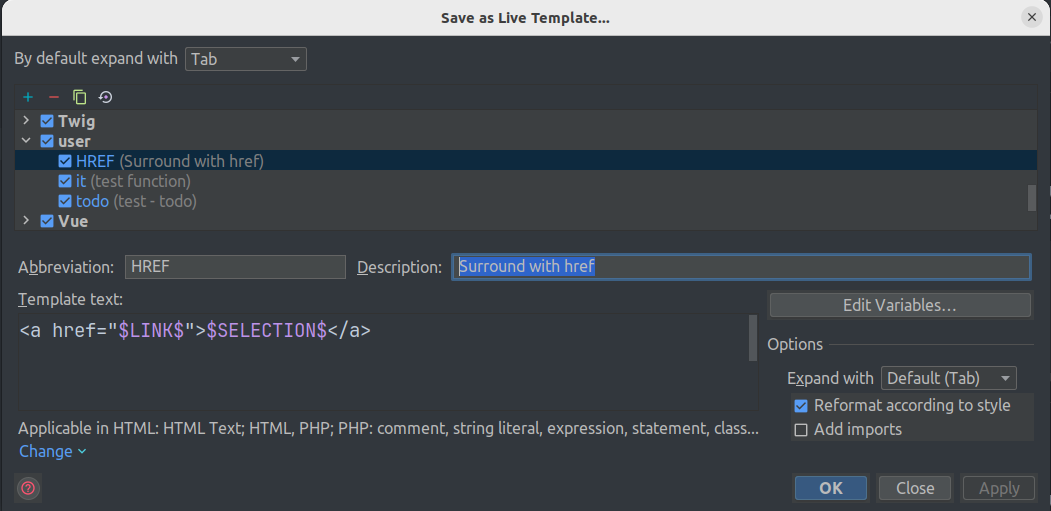 Save as Live Template...
By default expand with Tab
Twig
user
HREF (Surround with href)
it (test function)
todo (test - todo)
Vue
Abbreviation: HREF Description: Surround with href
Template text:
Edit Variables...
<a href="$LINK$">$SELECTION$</a>
Options
Expand with Default (Tab)
Reformat according to style
Add imports
Applicable in HTML: HTML Text; HTML, PHP; PHP: comment, string literal, expression, statement, class...
Change
OK Close Apply